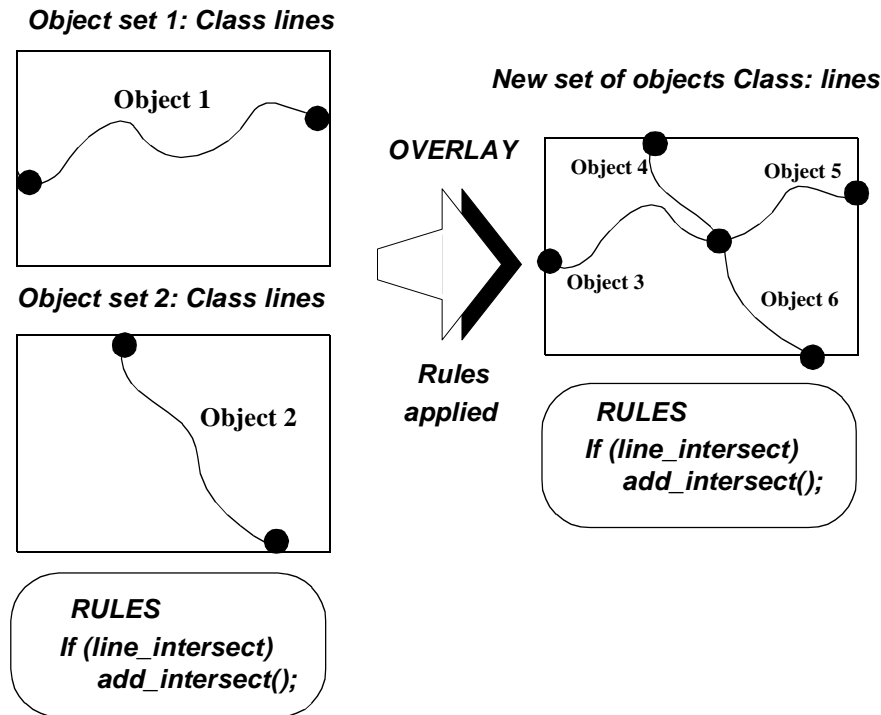 Object set 1: Class lines
Object 1
Object set 2: Class lines
Object 2
RULES
If (line_intersect)
add_intersect();
OVERLAY
Rules
applied
New set of objects Class: lines
Object 4
Object 5
Object 3
Object 6
RULES
If (line_intersect)
add_intersect();